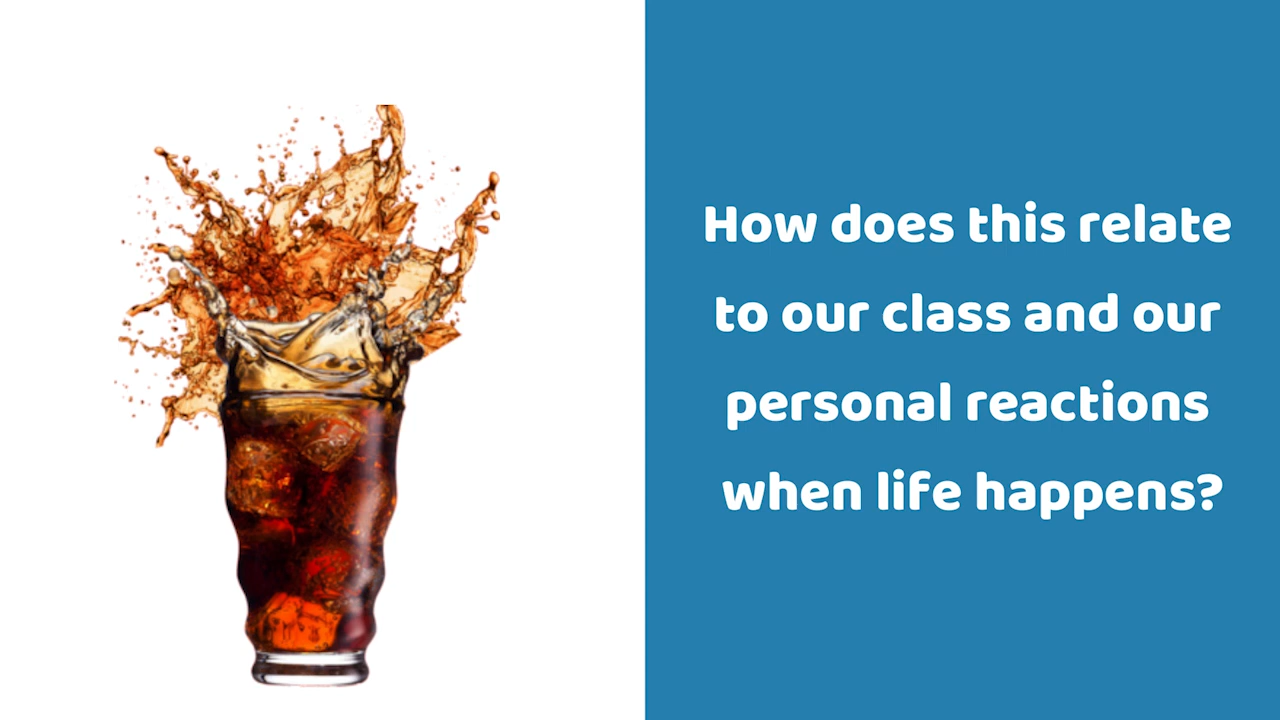 How does this relate
to our class and our
personal reactions
when life happens?